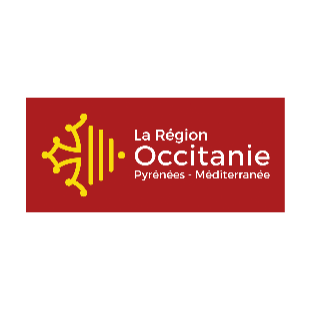 La Région
Occitanie
Pyrénées - Méditerranée